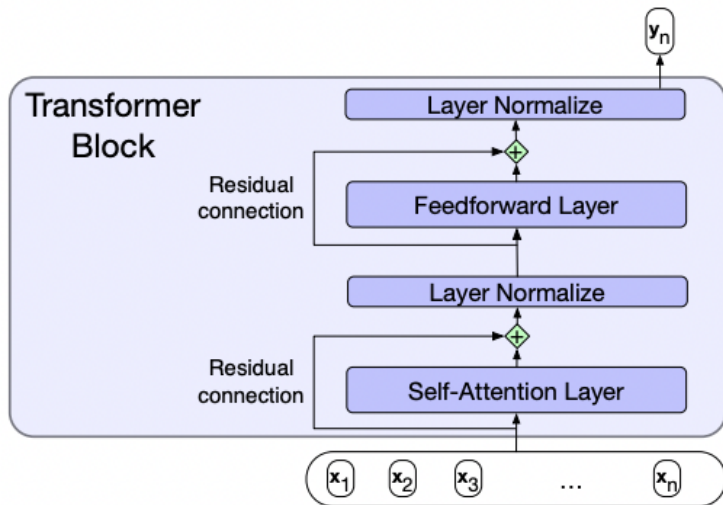 yn
Transformer
Block
Layer Normalize
+
Residual
connection
Feedforward Layer
Layer Normalize
+
Residual
connection
Self-Attention Layer
x1 x2 x3 ... xn